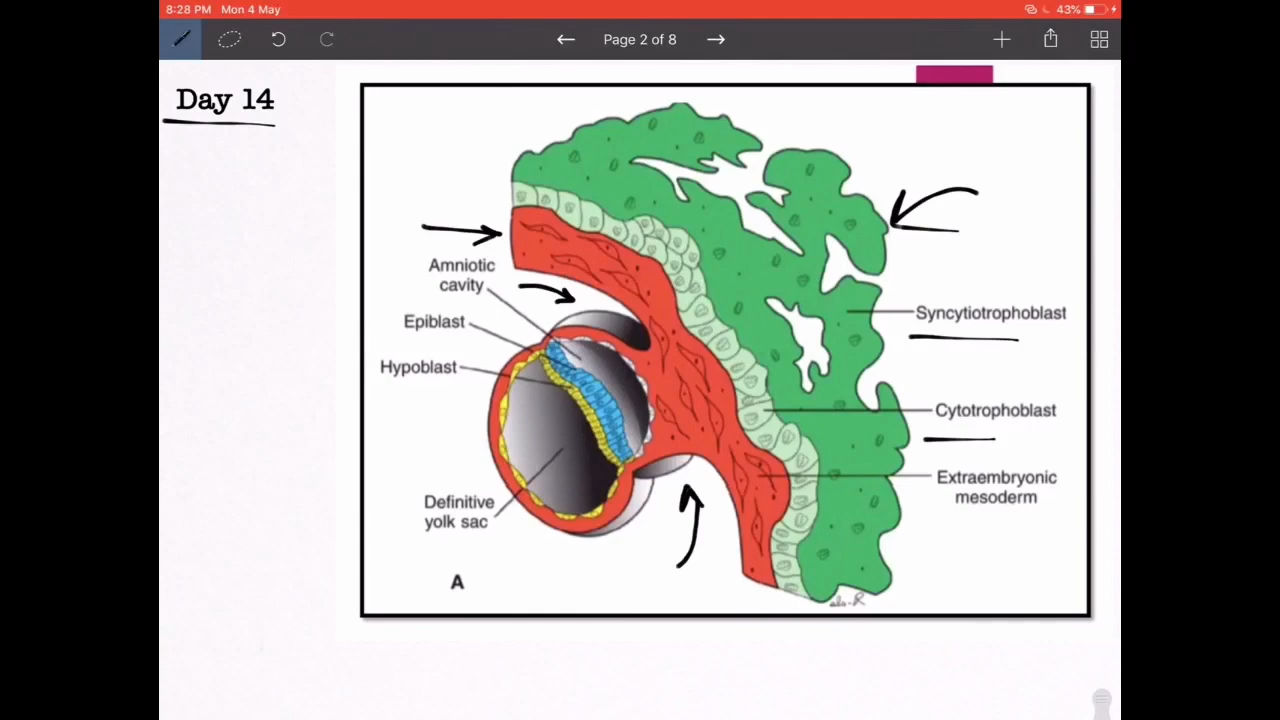 8:28 PM Mon 4 May
43%
Page 2 of 8
Day 14
Amniotic
cavity
Epiblast
Hypoblast
Definitive
yolk sac
Syncytiotrophoblast
Cytotrophoblast
Extraembryonic
mesoderm
A